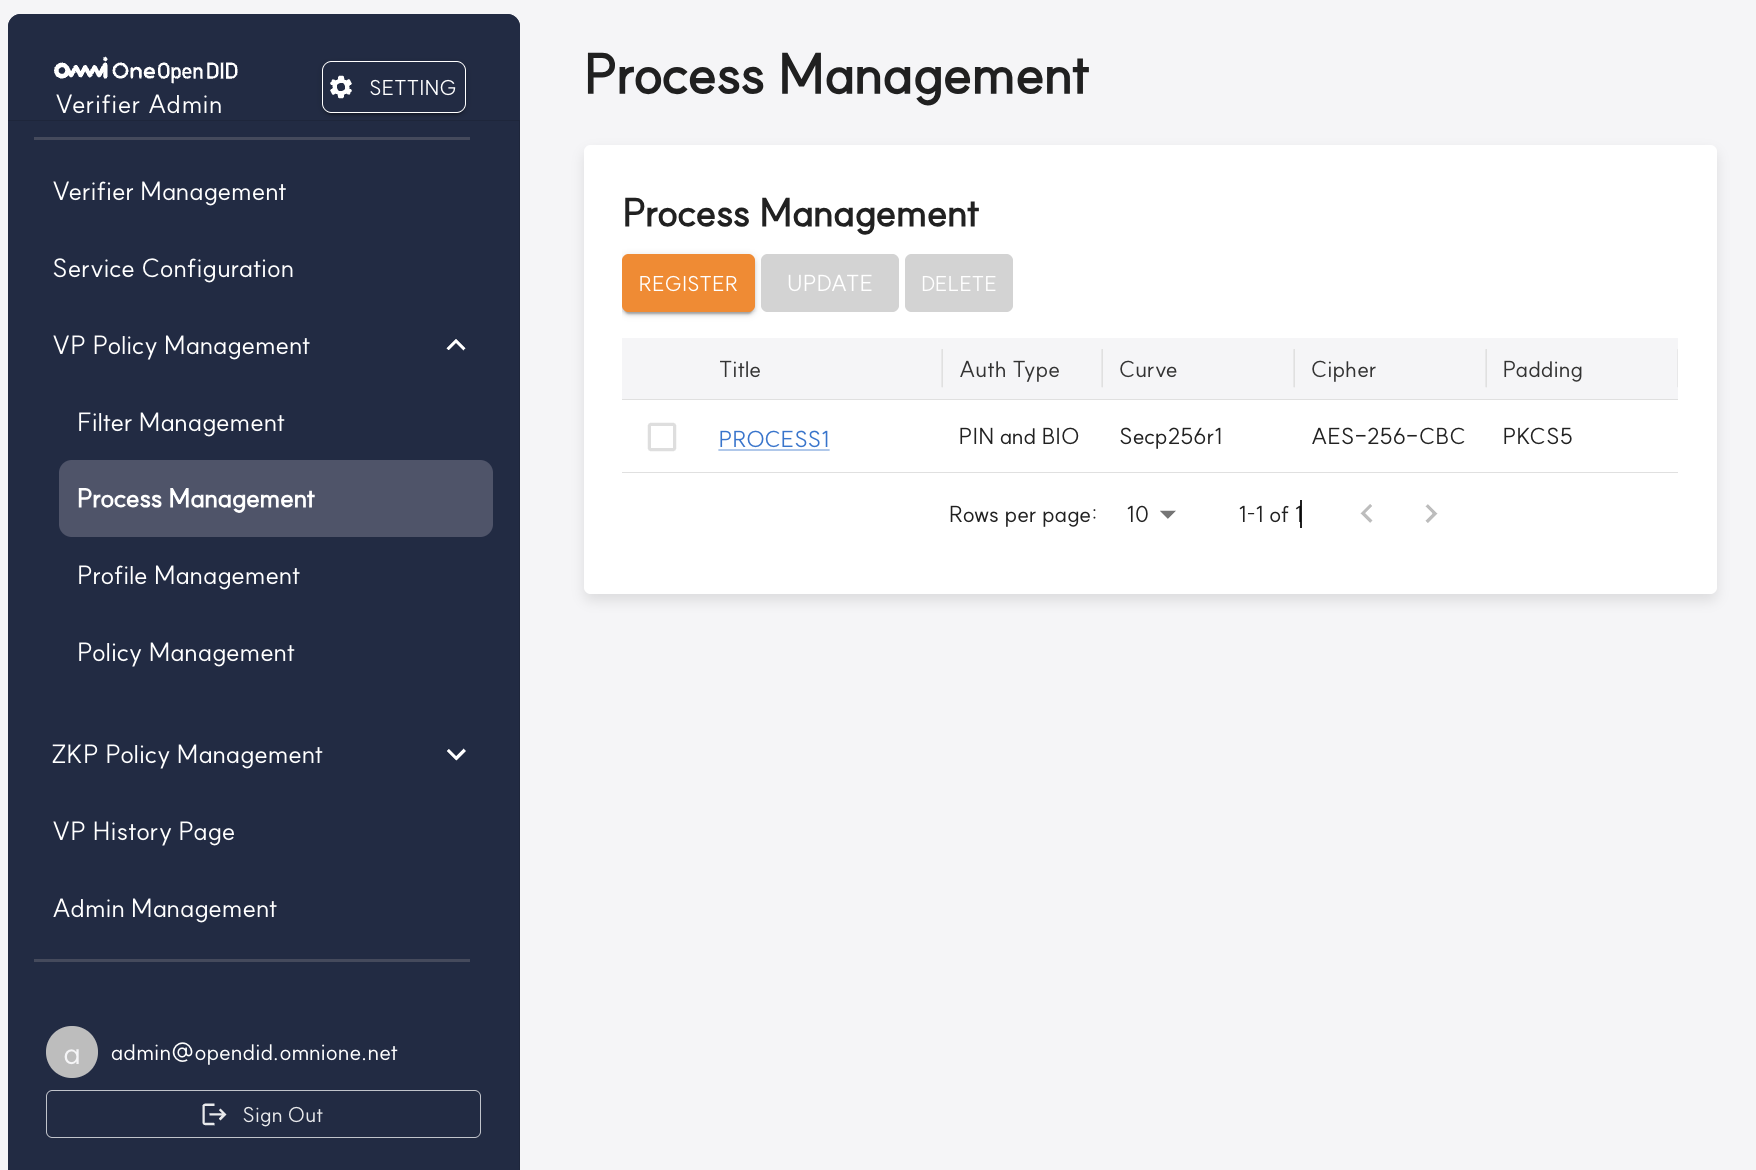 omni One Open DID
Verifier Admin
SETTING
Verifier Management
Service Configuration
VP Policy Management
Filter Management
Process Management
Profile Management
Policy Management
ZKP Policy Management
VP History Page
Admin Management
a
admin@opendid.omnione.net
Sign Out
Process Management
Process Management
REGISTER UPDATE DELETE
Title Auth Type Curve Cipher Padding
PROCESS1 PIN and BIO Secp256r1 AES-256-CBC PKCS5
Rows per page: 10 1-1 of 1